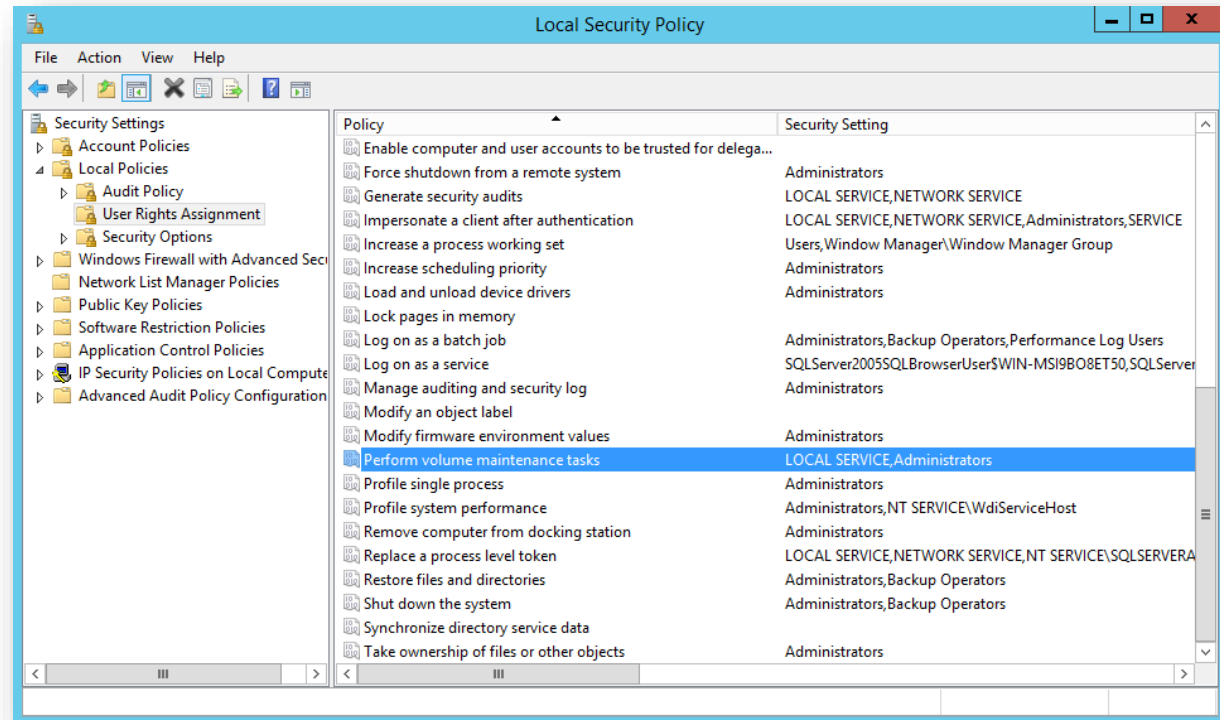 Local Security Policy
File Action View Help
Security Settings
Account Policies
Local Policies
Audit Policy
User Rights Assignment
Security Options
Windows Firewall with Advanced Secu
Network List Manager Policies
Public Key Policies
Software Restriction Policies
Application Control Policies
IP Security Policies on Local Compute
Advanced Audit Policy Configuration
Policy Security Setting
Enable computer and user accounts to be trusted for delega...
Force shutdown from a remote system Administrators
Generate security audits LOCAL SERVICE,NETWORK SERVICE
Impersonate a client after authentication LOCAL SERVICE,NETWORK SERVICE,Administrators,SERVICE
Increase a process working set Users,Window Manager\Window Manager Group
Increase scheduling priority Administrators
Load and unload device drivers Administrators
Lock pages in memory
Log on as a batch job Administrators,Backup Operators,Performance Log Users
Log on as a service SQLServer2005SQLBrowserUser$WIN-MSI9BO8ET50,SQLServer
Manage auditing and security log Administrators
Modify an object label
Modify firmware environment values Administrators
Perform volume maintenance tasks LOCAL SERVICE,Administrators
Profile single process Administrators
Profile system performance Administrators,NT SERVICE\WdiServiceHost
Remove computer from docking station Administrators
Replace a process level token LOCAL SERVICE,NETWORK SERVICE,NT SERVICE\SQLSERVERA
Restore files and directories Administrators,Backup Operators
Shut down the system Administrators,Backup Operators
Synchronize directory service data
Take ownership of files or other objects Administrators